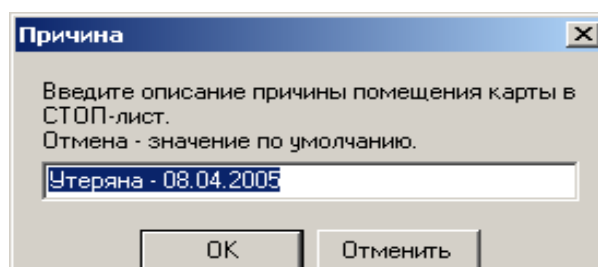 Причина
Введите описание причины помещения карты в
СТОП-лист.
Отмена - значение по умолчанию.
Утеряна - 08.04.2005
OK
Отменить